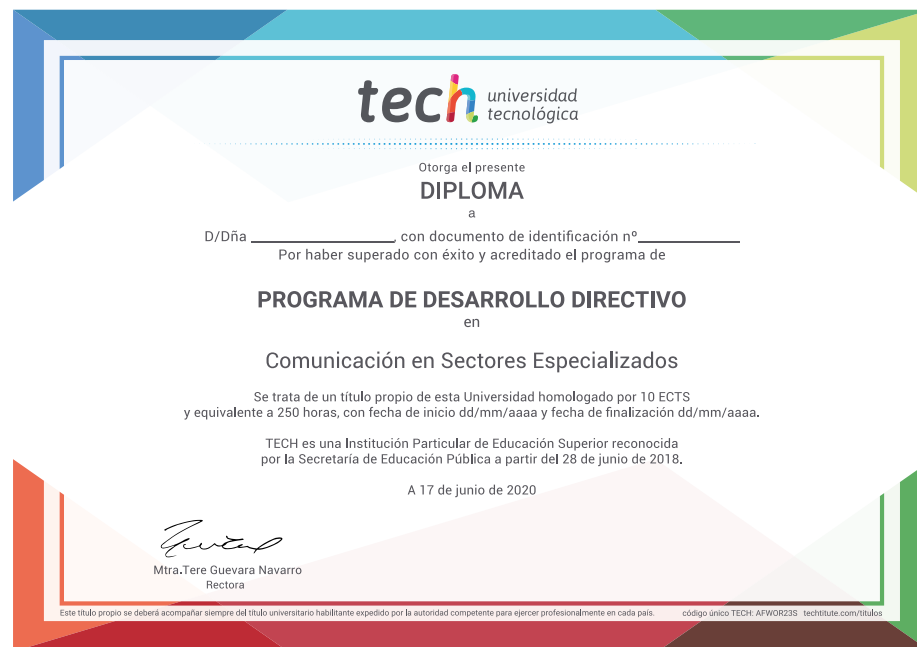 tech universidad
tecnológica
Otorga el presente
DIPLOMA
a
D/Dña ____________________, con documento de identificación nº______________
Por haber superado con éxito y acreditado el programa de
PROGRAMA DE DESARROLLO DIRECTIVO
en
Comunicación en Sectores Especializados
Se trata de un título propio de esta Universidad homologado por 10 ECTS
y equivalente a 250 horas, con fecha de inicio dd/mm/aaaa y fecha de finalización dd/mm/aaaa.
TECH es una Institución Particular de Educación Superior reconocida
por la Secretaría de Educación Pública a partir del 28 de junio de 2018.
A 17 de junio de 2020
Mtra.Tere Guevara Navarro
Rectora
Este título propio se deberá acompañar siempre del título universitario habilitante expedido por la autoridad competente para ejercer profesionalmente en cada país. código único TECH: AFWOR23S techtitute.com/titulos